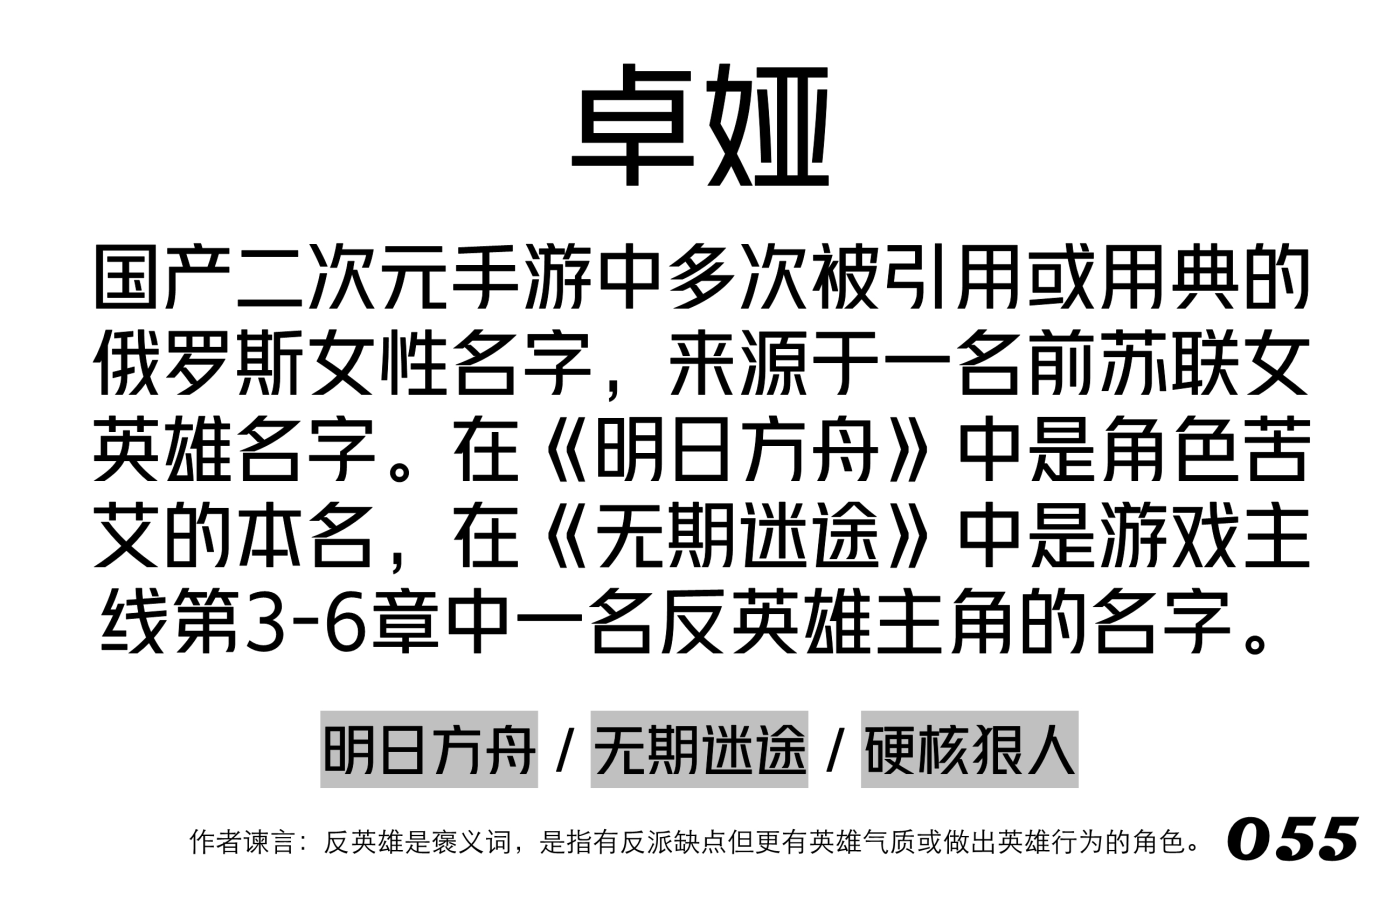 卓娅
国产二次元手游中多次被引用或用典的
俄罗斯女性名字，来源于一名前苏联女
英雄名字。在《明日方舟》中是角色苦
艾的本名，在《无期迷途》中是游戏主
线第3-6章中一名反英雄主角的名字。
明日方舟 / 无期迷途 / 硬核狠人
作者谏言：反英雄是褒义词，是指有反派缺点但更有英雄气质或做出英雄行为的角色。 055